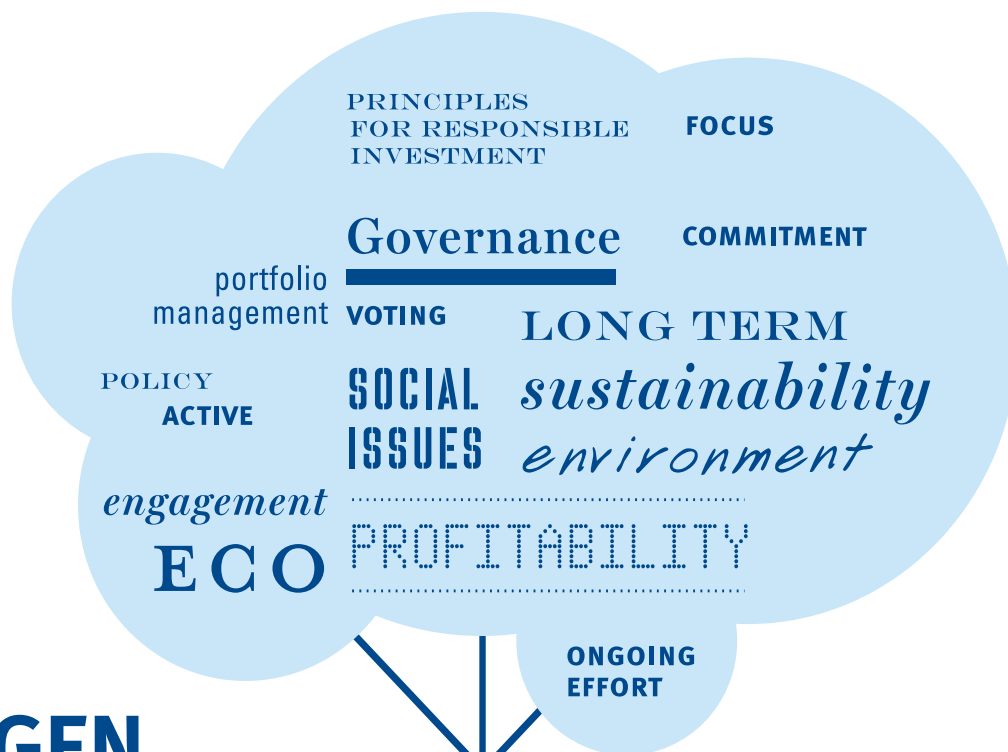 PRINCIPLES
FOR RESPONSIBLE
INVESTMENT
FOCUS
Governance
COMMITMENT
portfolio
management
VOTING
LONG TERM
POLICY
ACTIVE
SOCIAL
ISSUES
sustainability
environment
engagement
ECO
PROFITABILITY
ONGOING
EFFORT